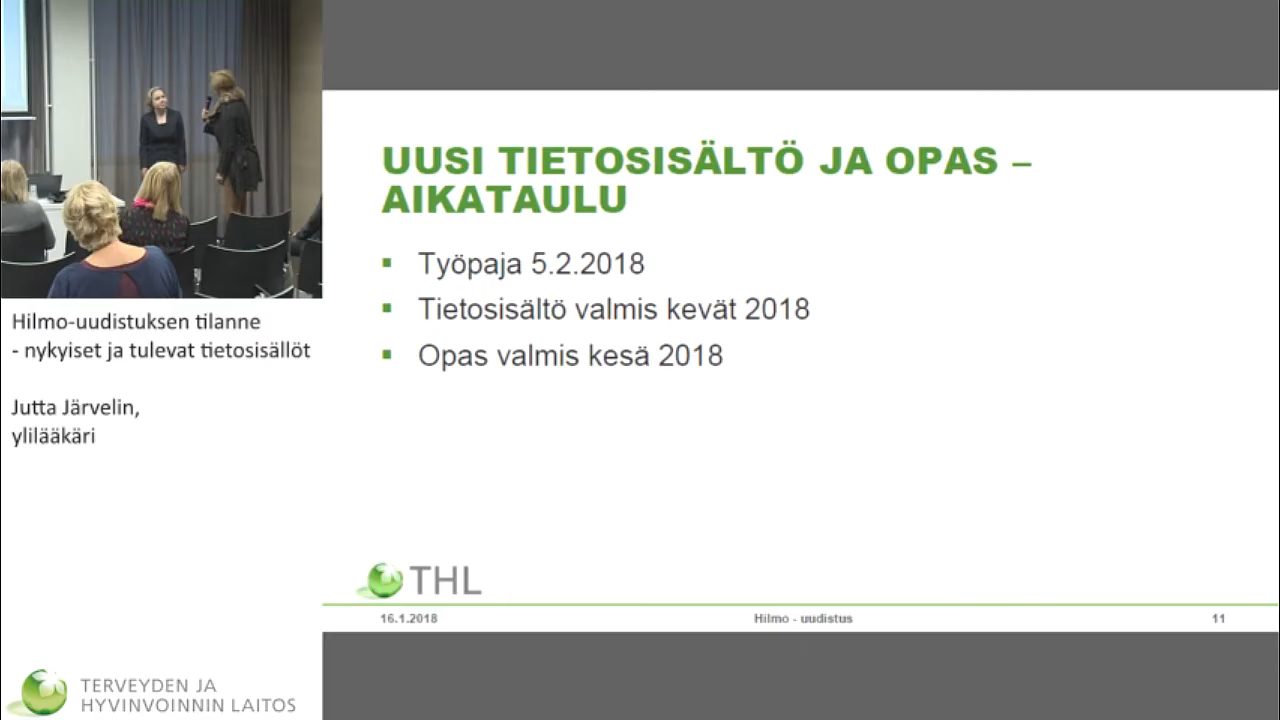 Hilmo-uudistuksen tilanne
- nykyiset ja tulevat tietosisällöt
Jutta Järvelin,
ylilääkäri
TERVEYDEN JA
HYVINVOINNIN LAITOS
UUSI TIETOSISÄLTÖ JA OPAS –
AIKATAULU
▪ Työpaja 5.2.2018
▪ Tietosisältö valmis kevät 2018
▪ Opas valmis kesä 2018
THL
16.1.2018 Hilmo - uudistus 11